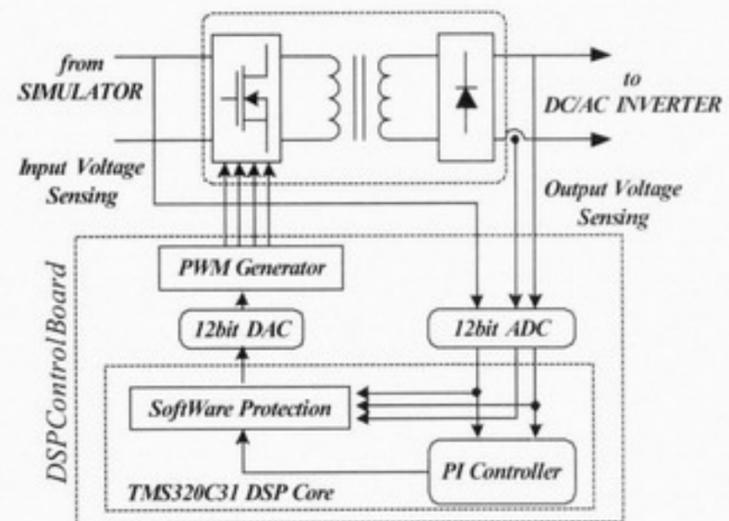 from
SIMULATOR
to
DC/AC INVERTER
Input Voltage
Sensing
Output Voltage
Sensing
PWM Generator
12bit DAC
12bit ADC
SoftWare Protection
PI Controller
TMS320C31 DSP Core
DSPControlBoard